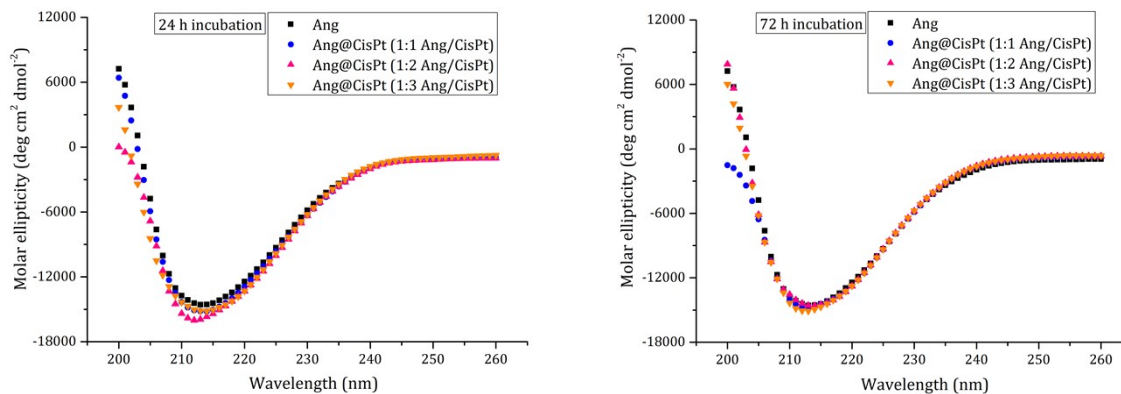 24 h incubation
Ang
Ang@CisPt (1:1 Ang/CisPt)
Ang@CisPt (1:2 Ang/CisPt)
Ang@CisPt (1:3 Ang/CisPt)
Molar ellipticity (deg cm² dmol⁻²)
12000
6000
0
-6000
-12000
-18000
200 210 220 230 240 250 260
Wavelength (nm)
72 h incubation
Ang
Ang@CisPt (1:1 Ang/CisPt)
Ang@CisPt (1:2 Ang/CisPt)
Ang@CisPt (1:3 Ang/CisPt)
Molar ellipticity (deg cm² dmol⁻²)
12000
6000
0
-6000
-12000
-18000
200 210 220 230 240 250 260
Wavelength (nm)